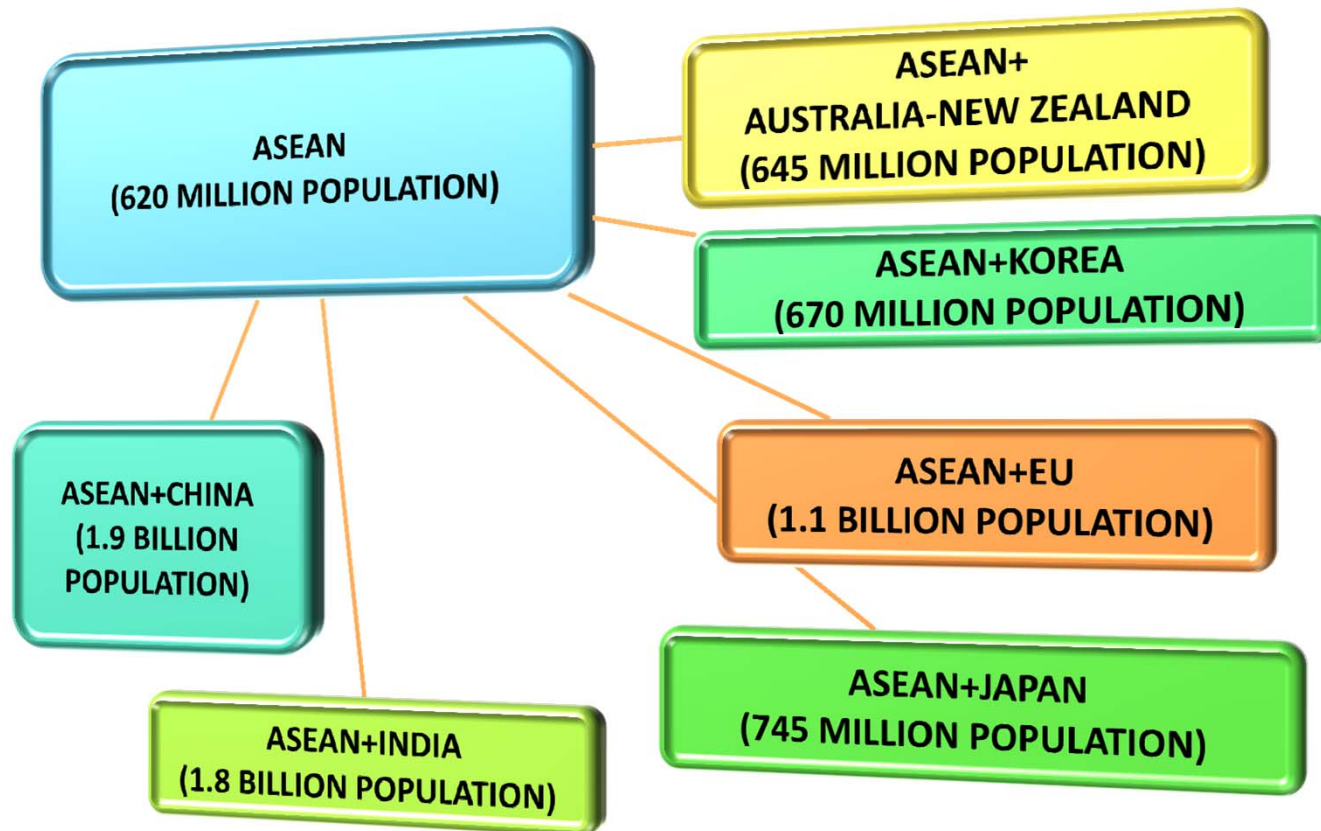 ASEAN
(620 MILLION POPULATION)
ASEAN+
AUSTRALIA-NEW ZEALAND
(645 MILLION POPULATION)
ASEAN+KOREA
(670 MILLION POPULATION)
ASEAN+CHINA
(1.9 BILLION
POPULATION)
ASEAN+EU
(1.1 BILLION POPULATION)
ASEAN+JAPAN
(745 MILLION POPULATION)
ASEAN+INDIA
(1.8 BILLION POPULATION)